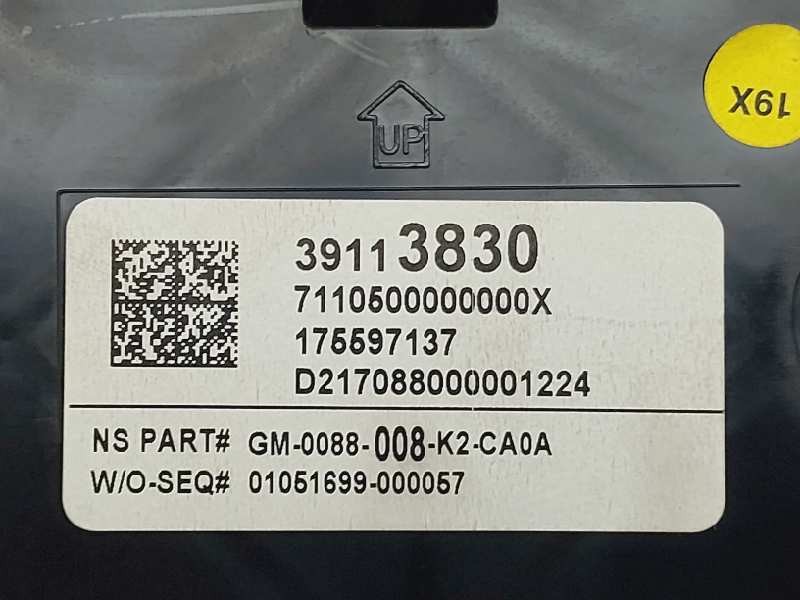 19X
UP
39113830
7110500000000X
175597137
D217088000001224
NS PART# GM-0088-008-K2-CA0A
W/O-SEQ# 01051699-000057